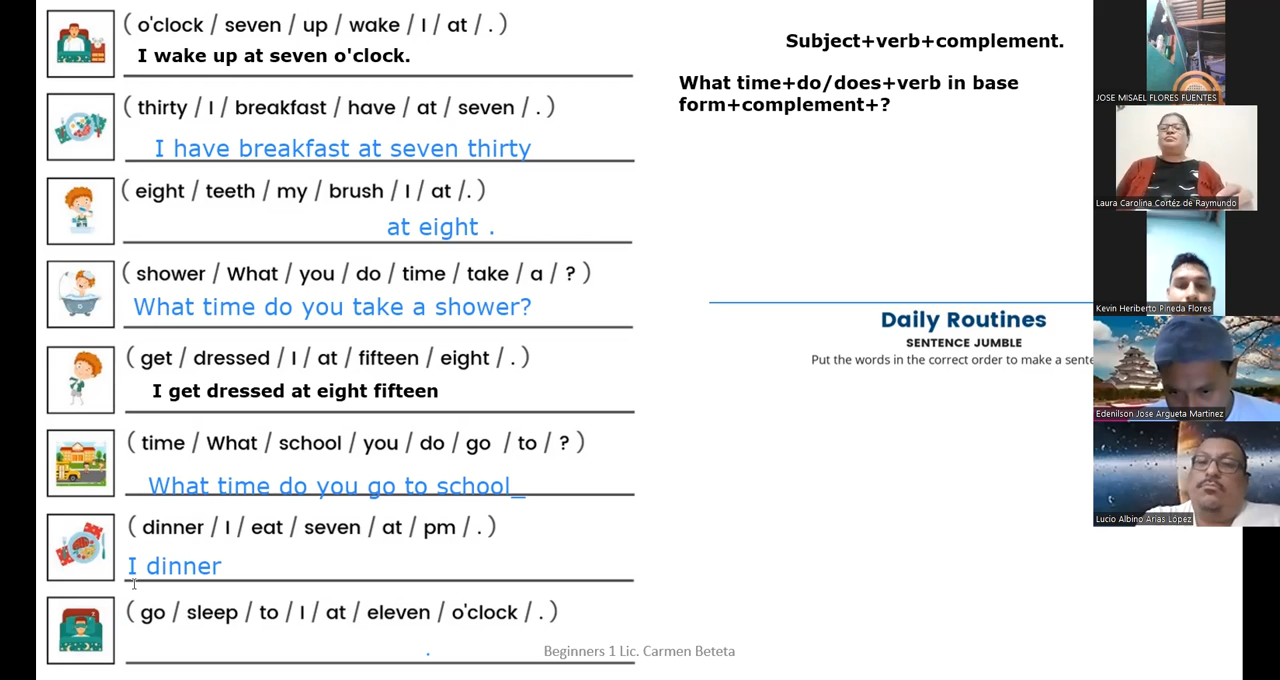 ( o'clock / seven / up / wake / I / at / . )
I wake up at seven o'clock.
( thirty / I / breakfast / have / at / seven / . )
I have breakfast at seven thirty
( eight / teeth / my / brush / I / at /. )
at eight .
( shower / What / you / do / time / take / a / ? )
What time do you take a shower?
( get / dressed / I / at / fifteen / eight / . )
I get dressed at eight fifteen
( time / What / school / you / do / go / to / ? )
What time do you go to school_
( dinner / I / eat / seven / at / pm / . )
I dinner
( go / sleep / to / I / at / eleven / o'clock / . )
.
Beginners 1 Lic. Carmen Beteta
Subject+verb+complement.
What time+do/does+verb in base
form+complement+?
Daily Routines
SENTENCE JUMBLE
Put the words in the correct order to make a sente
JOSE MISAEL FLORES FUENTES
Laura Carolina Cortéz de Raymundo
Kevin Heriberto Pineda Flores
Edenilson Jose Argueta Martinez
Lucio Albino Arias López